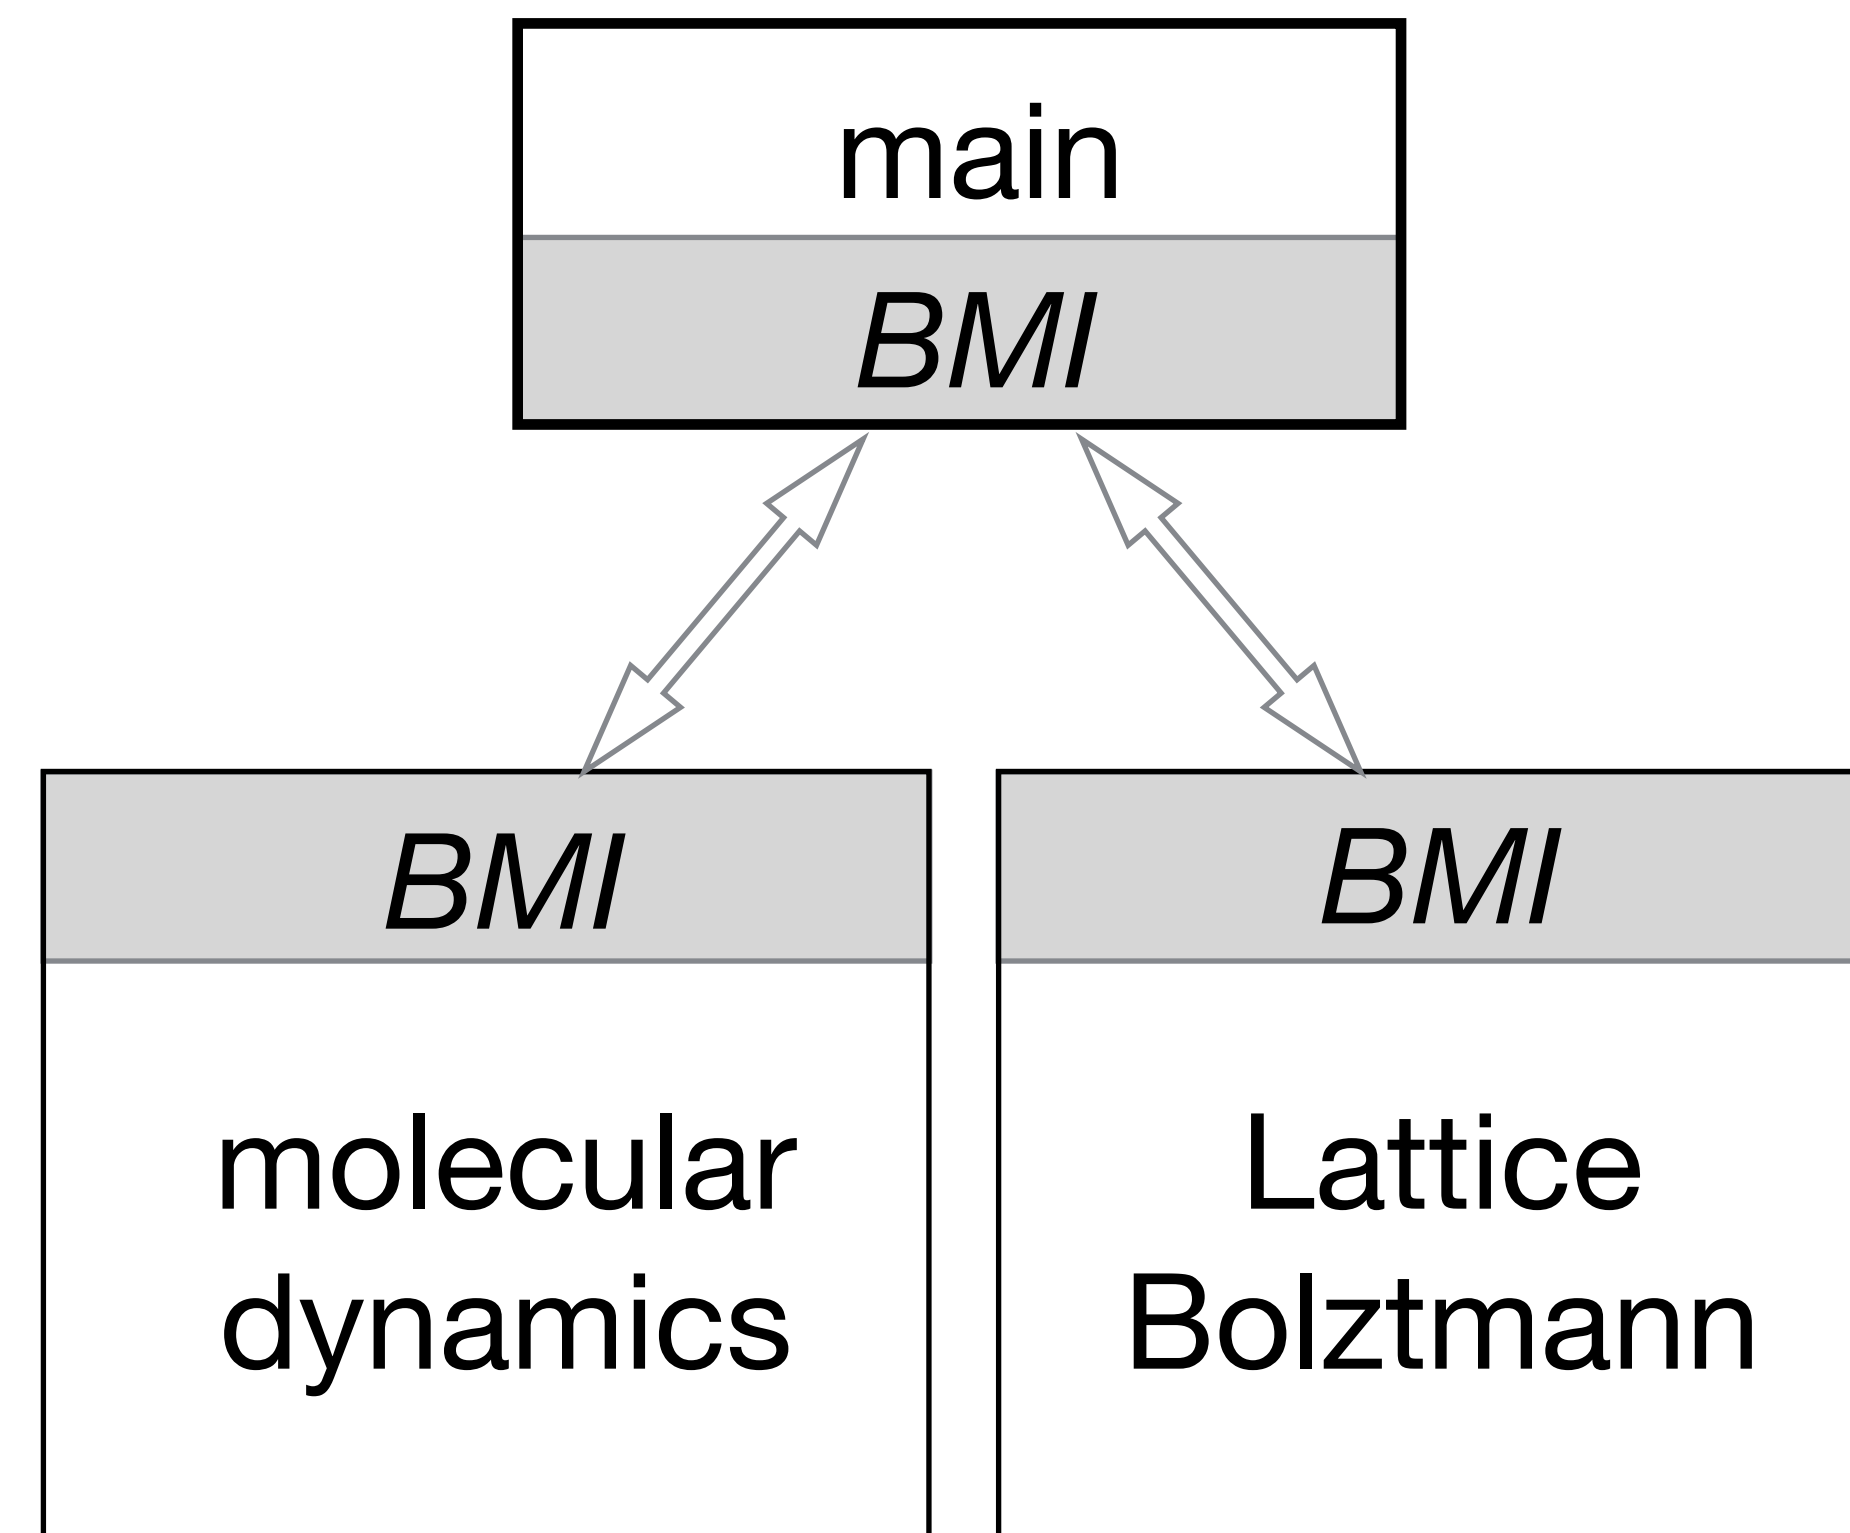 main
BMI
BMI
BMI
molecular
dynamics
Lattice
Bolztmann